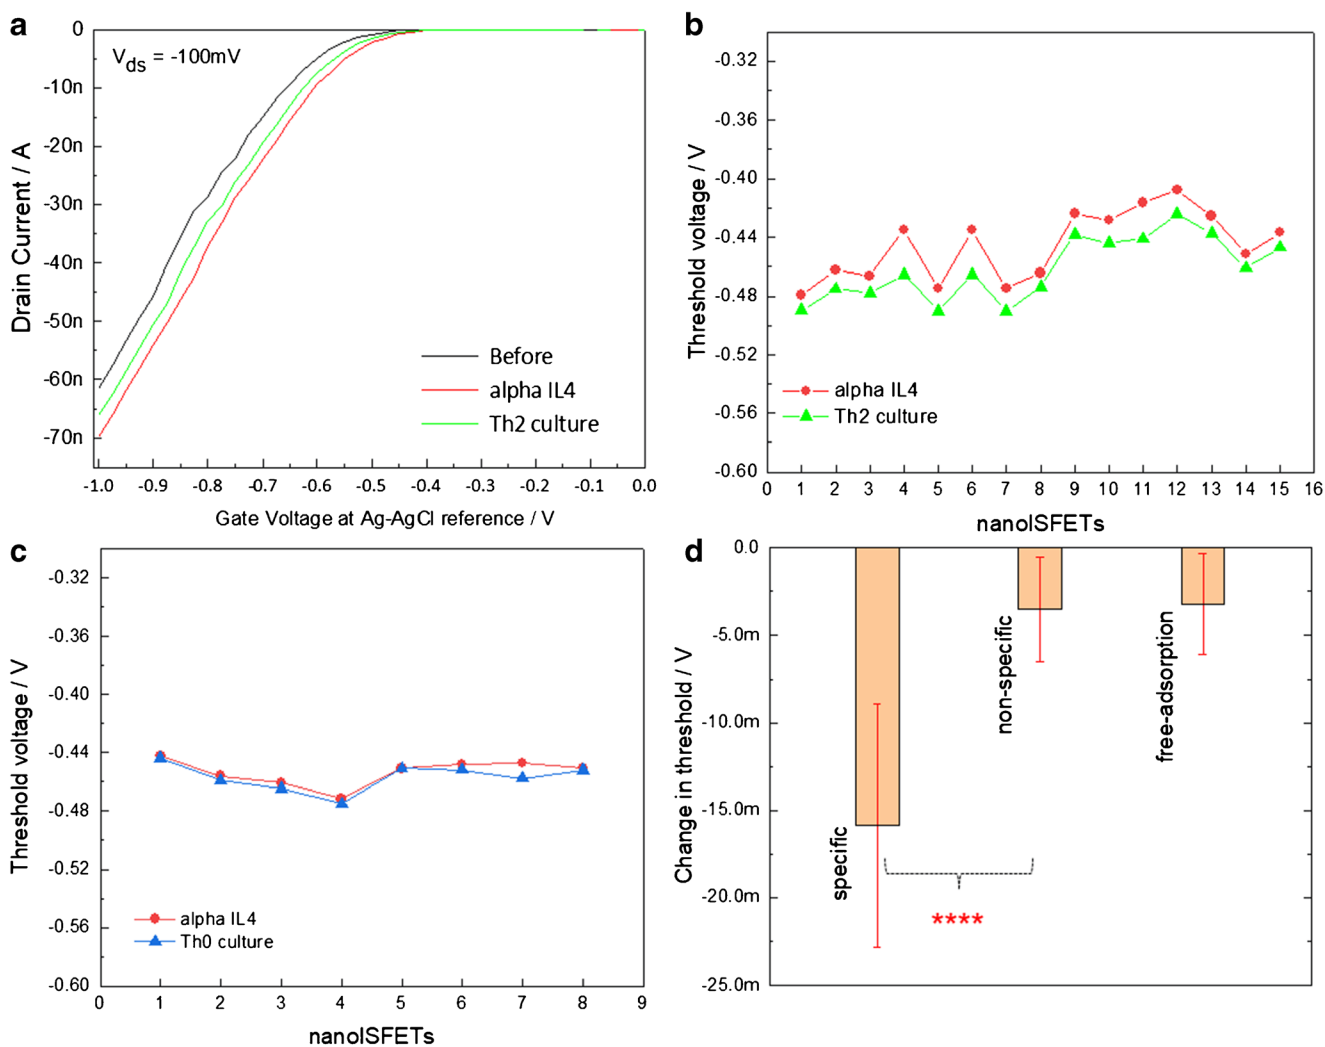 a
V_ds = -100mV
Drain Current / A
0
-10n
-20n
-30n
-40n
-50n
-60n
-70n
Before
alpha IL4
Th2 culture
-1.0 -0.9 -0.8 -0.7 -0.6 -0.5 -0.4 -0.3 -0.2 -0.1 0.0
Gate Voltage at Ag-AgCl reference / V
b
Threshold voltage / V
-0.32
-0.36
-0.40
-0.44
-0.48
-0.52
-0.56
-0.60
alpha IL4
Th2 culture
0 1 2 3 4 5 6 7 8 9 10 11 12 13 14 15 16
nanoISFETs
c
Threshold voltage / V
-0.32
-0.36
-0.40
-0.44
-0.48
-0.52
-0.56
-0.60
alpha IL4
Th0 culture
0 1 2 3 4 5 6 7 8 9
nanoISFETs
d
Change in threshold / V
0.0
-5.0m
-10.0m
-15.0m
-20.0m
-25.0m
specific
non-specific
free-adsorption
****